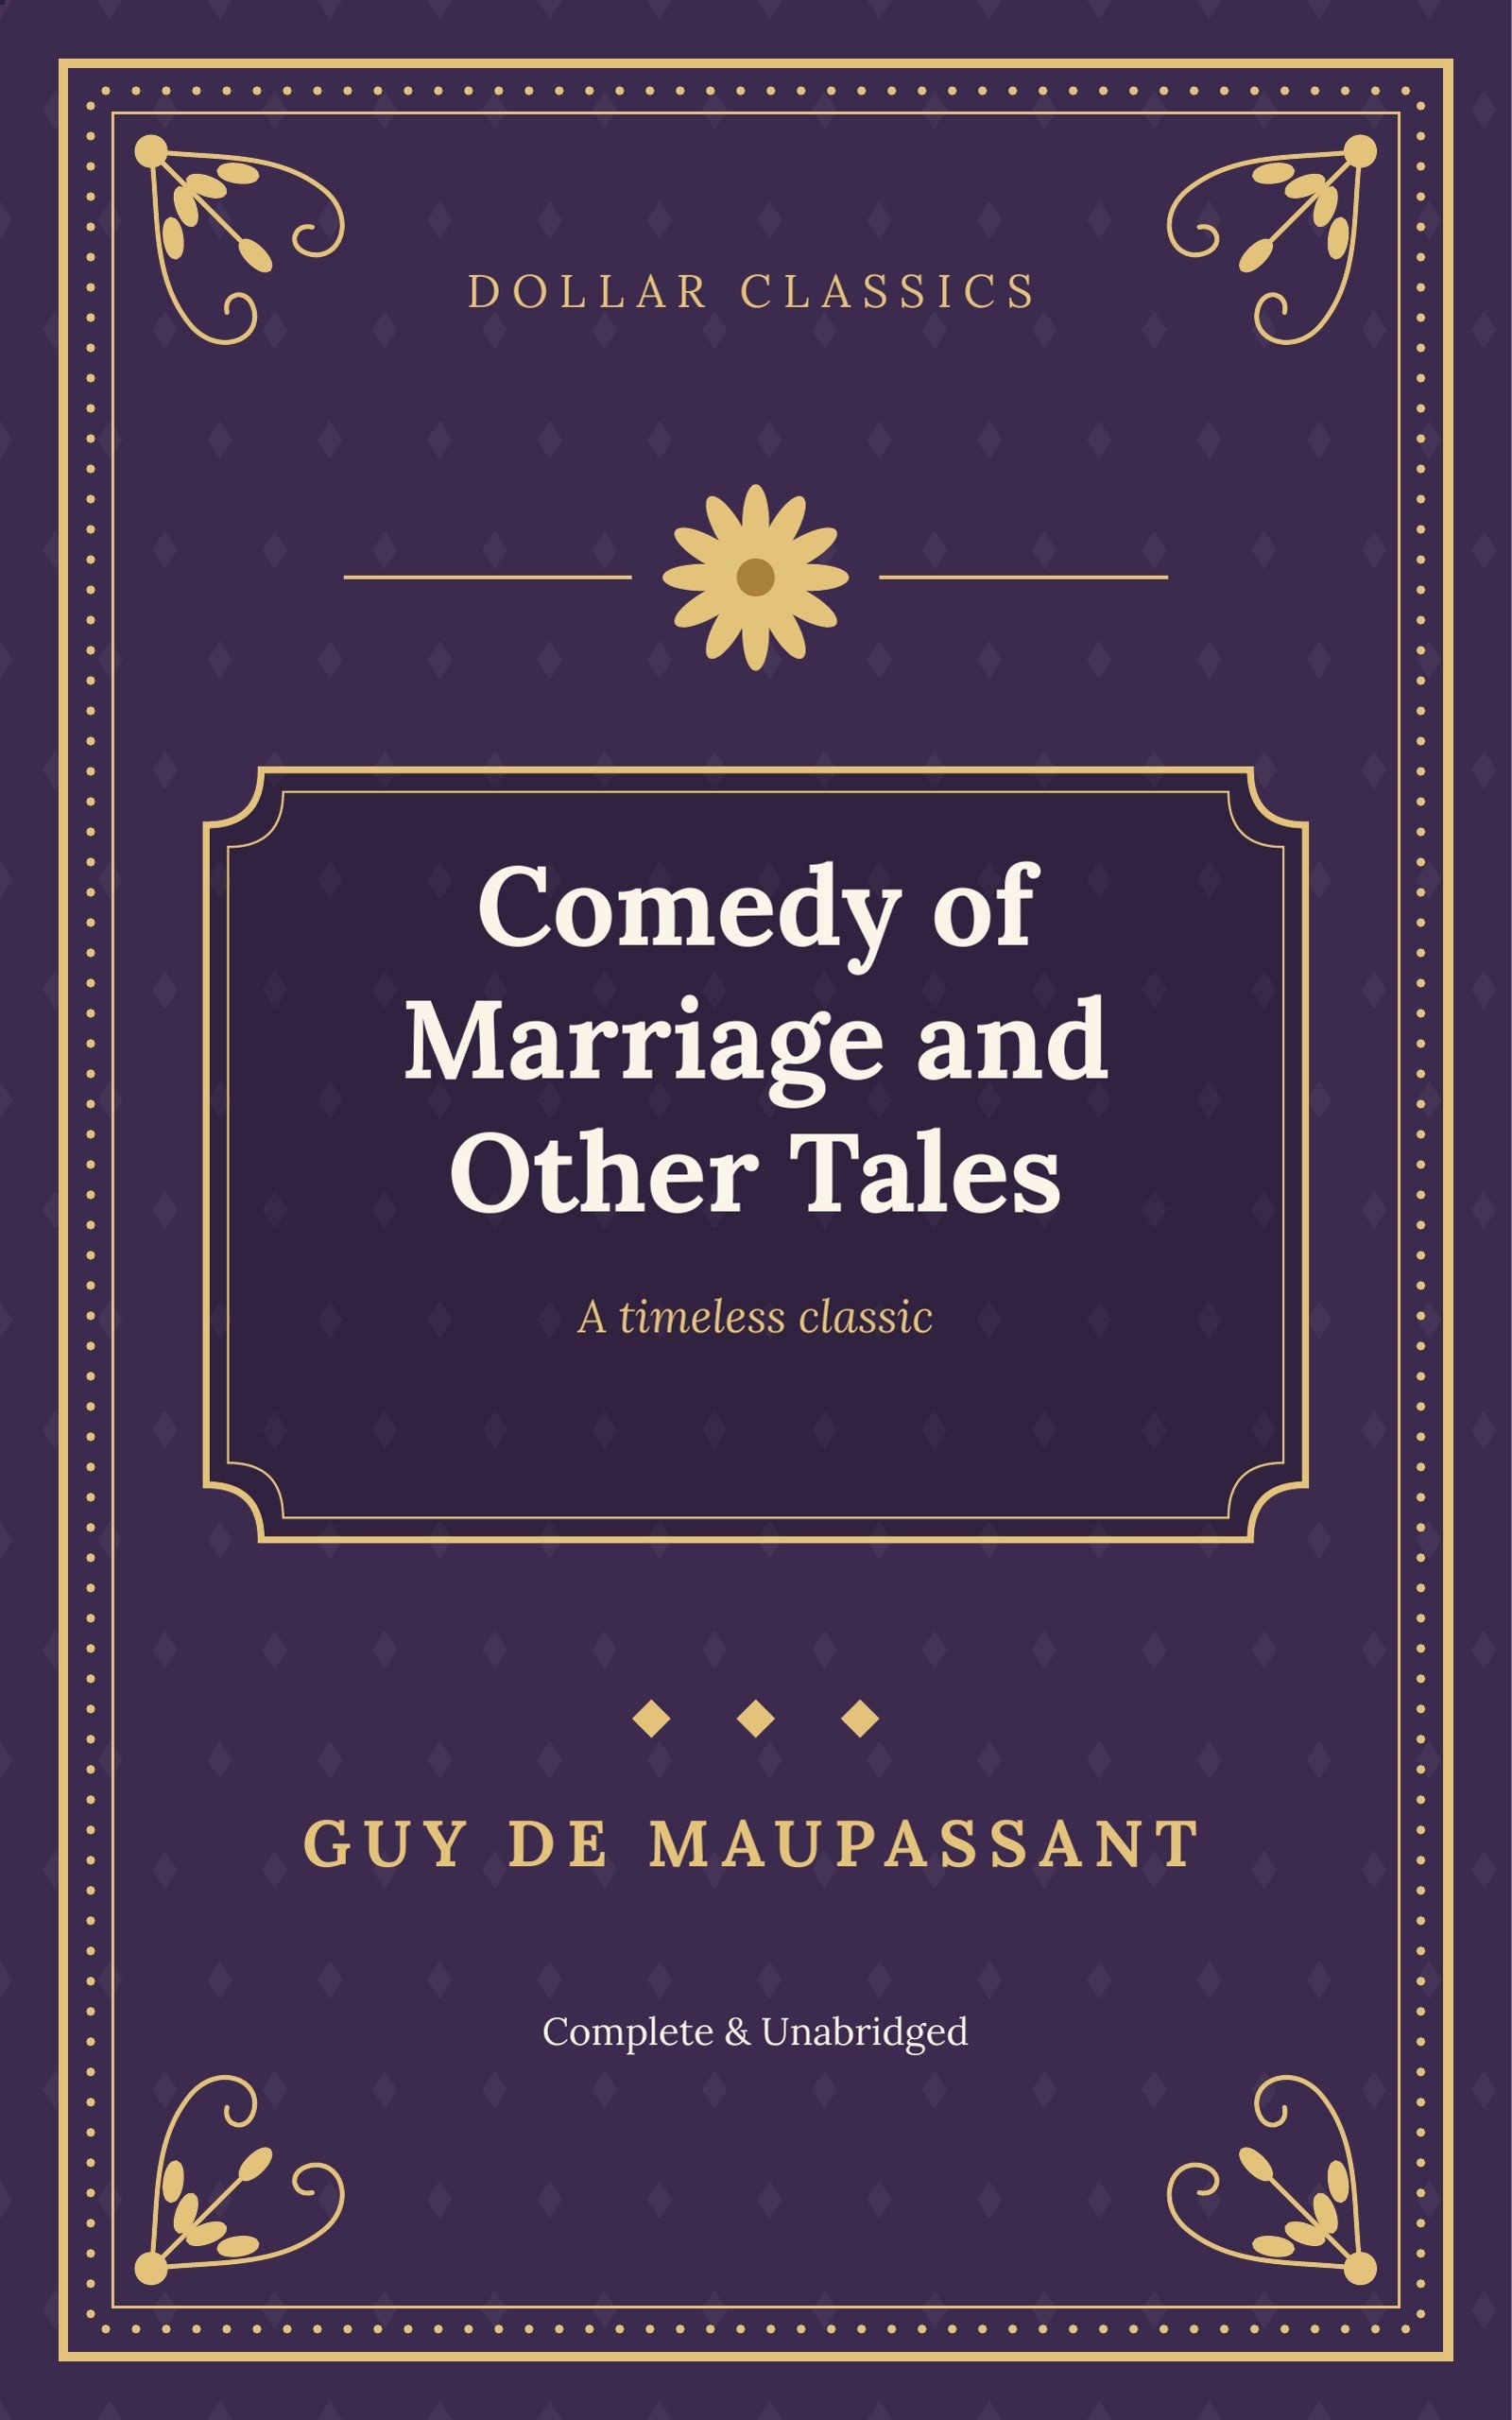 DOLLAR CLASSICS
Comedy of
Marriage and
Other Tales
A timeless classic
GUY DE MAUPASSANT
Complete & Unabridged